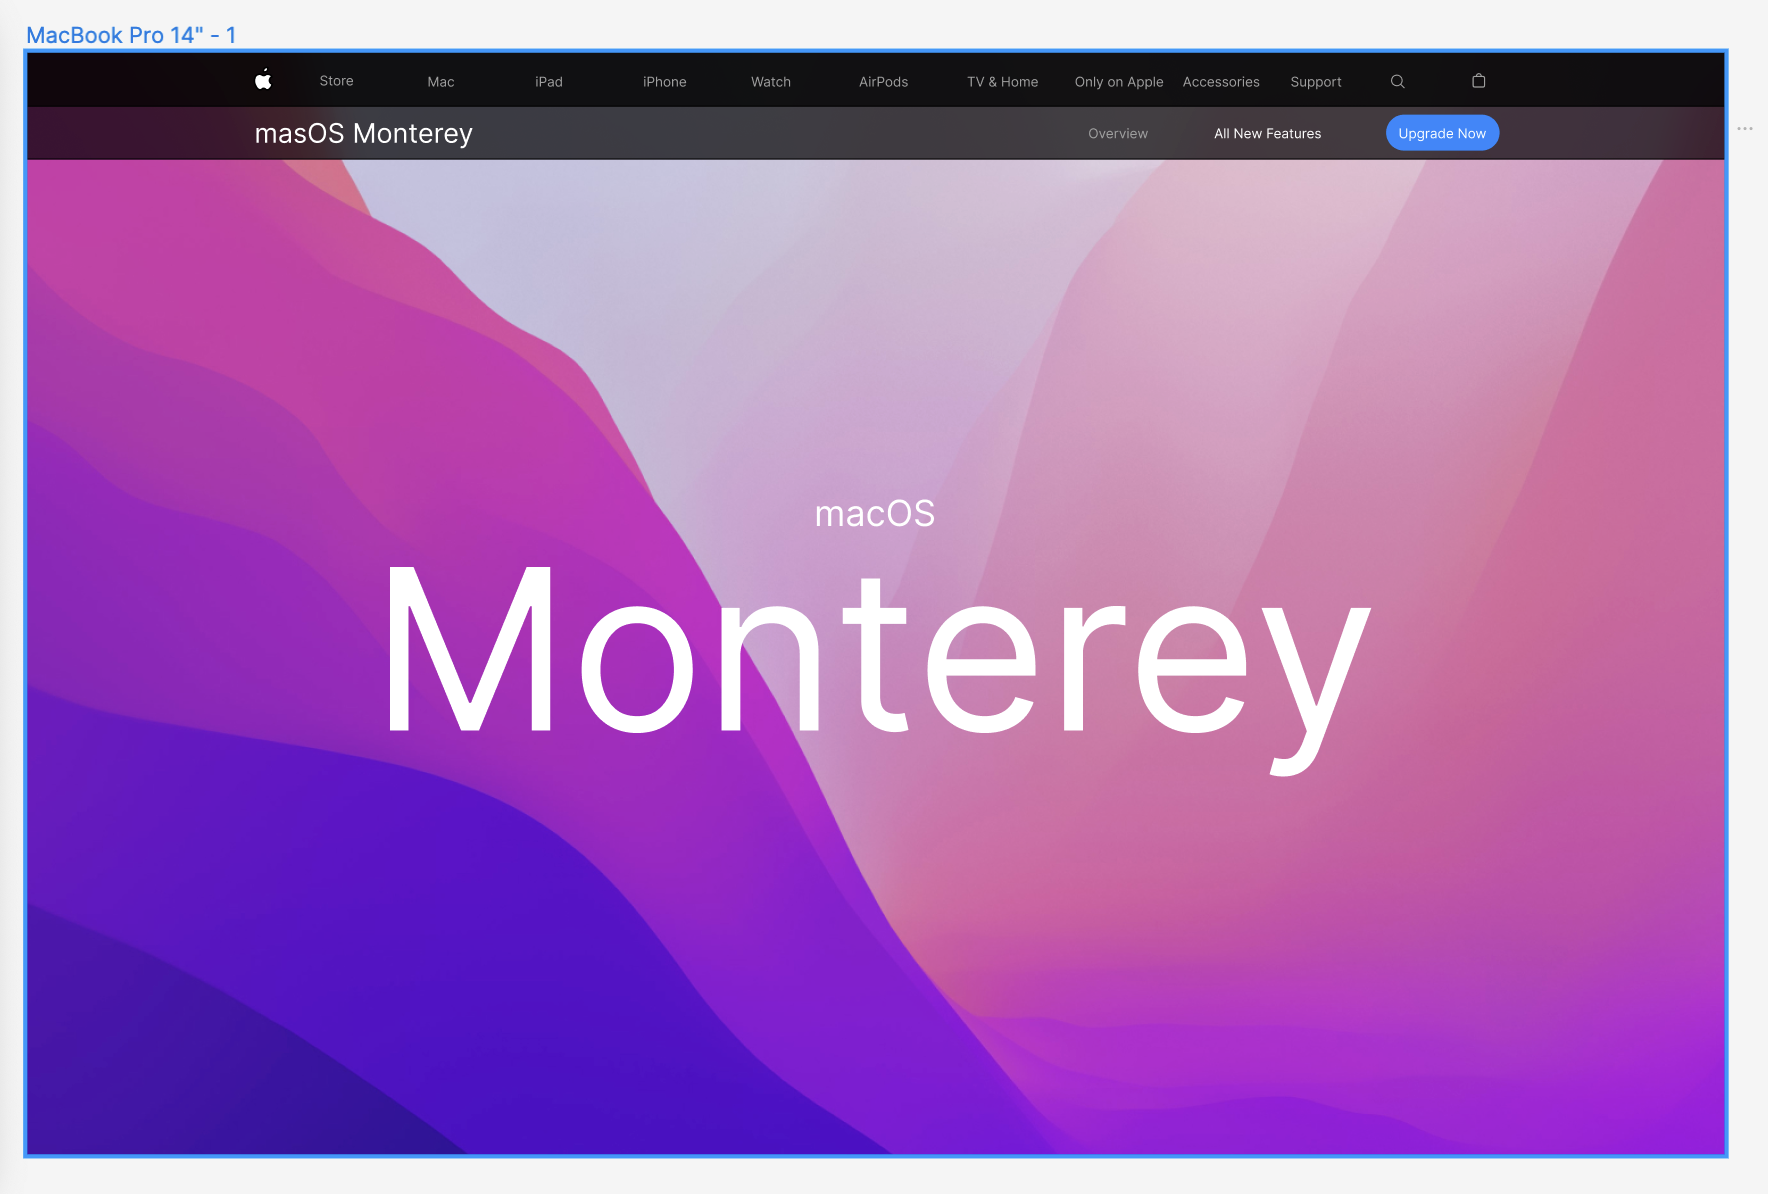 MacBook Pro 14" - 1
Store Mac iPad iPhone Watch AirPods TV & Home Only on Apple Accessories Support
masOS Monterey Overview All New Features Upgrade Now
macOS
Monterey